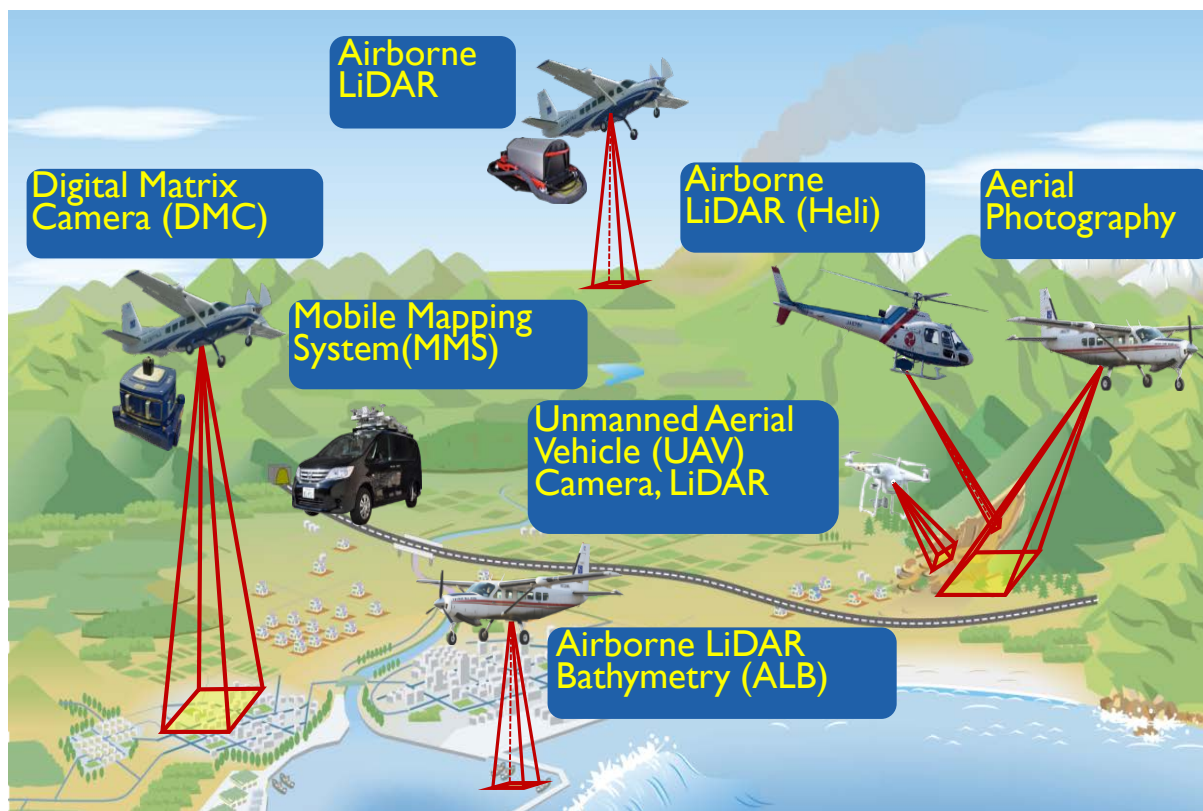 Airborne
LiDAR
Digital Matrix
Camera (DMC)
Airborne
LiDAR (Heli)
Aerial
Photography
Mobile Mapping
System(MMS)
Unmanned Aerial
Vehicle (UAV)
Camera, LiDAR
Airborne LiDAR
Bathymetry (ALB)